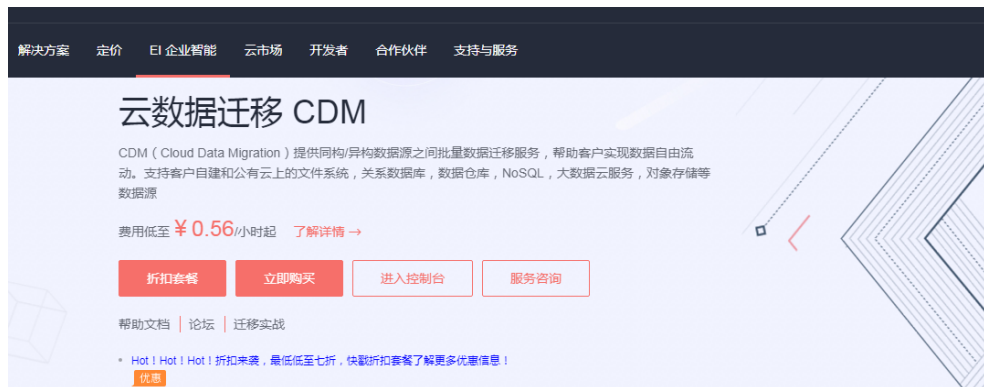 解决方案 定价 EI 企业智能 云市场 开发者 合作伙伴 支持与服务
云数据迁移 CDM
CDM（Cloud Data Migration）提供同构/异构数据源之间批量数据迁移服务，帮助客户实现数据自由流
动。支持客户自建和公有云上的文件系统，关系数据库，数据仓库，NoSQL，大数据云服务，对象存储等
数据源
费用低至 ¥ 0.56/小时起 了解详情 →
折扣套餐 立即购买 进入控制台 服务咨询
帮助文档 | 论坛 | 迁移实战
• Hot！Hot！Hot！折扣来袭，最低低至七折，快戳折扣套餐了解更多优惠信息！
优惠